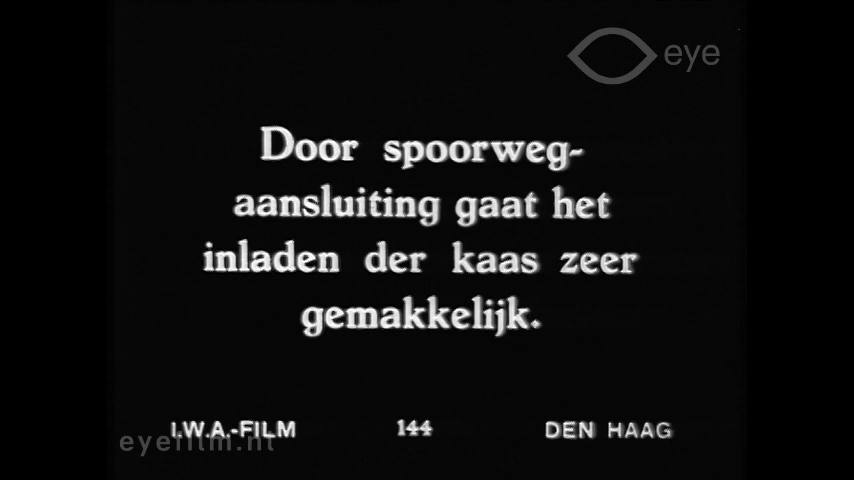 eye
Door spoorweg-
aansluiting gaat het
inladen der kaas zeer
gemakkelijk.
I.W.A.-FILM 144 DEN HAAG
eyefilm.nl